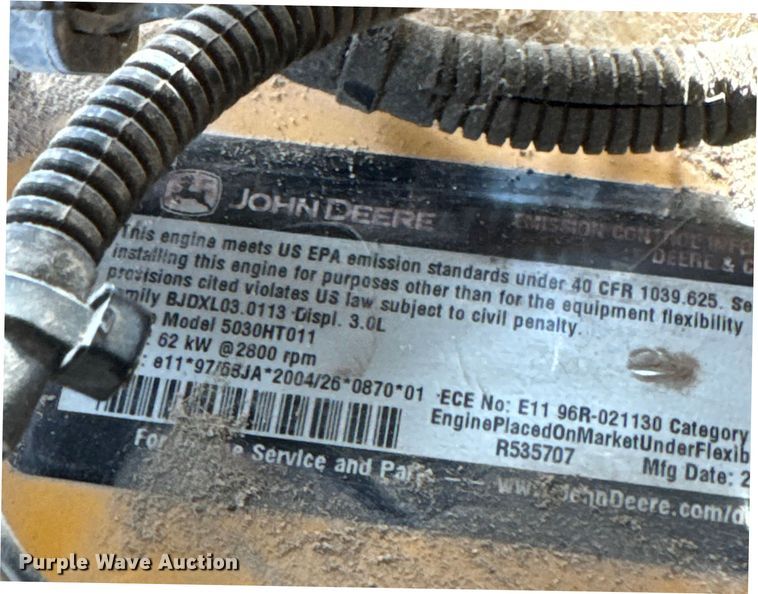 JOHN DEERE
EMISSION CONTROL INF
DEERE & C
This engine meets US EPA emission standards under 40 CFR 1039.625. Se
installing this engine for purposes other than for the equipment flexibility
provisions cited violates US law subject to civil penalty.
amily BJDXL03.0113 Displ. 3.0L
Model 5030HT011
62 kW @2800 rpm
: e11*97/68JA*2004/26*0870*01
ECE No: E11 96R-021130 Category
EnginePlacedOnMarketUnderFlexib
R535707
Mfg Date: 2
For Service and Par
www.JohnDeere.com/d
Purple Wave Auction